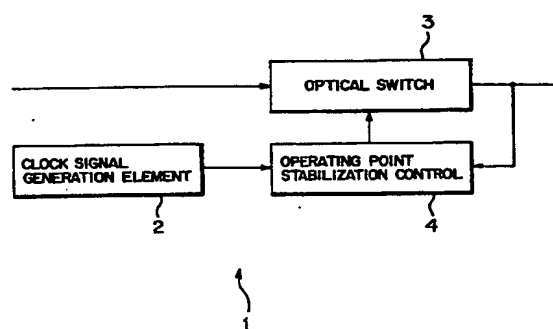 3
OPTICAL SWITCH
CLOCK SIGNAL
GENERATION ELEMENT
OPERATING POINT
STABILIZATION CONTROL
2
4
1